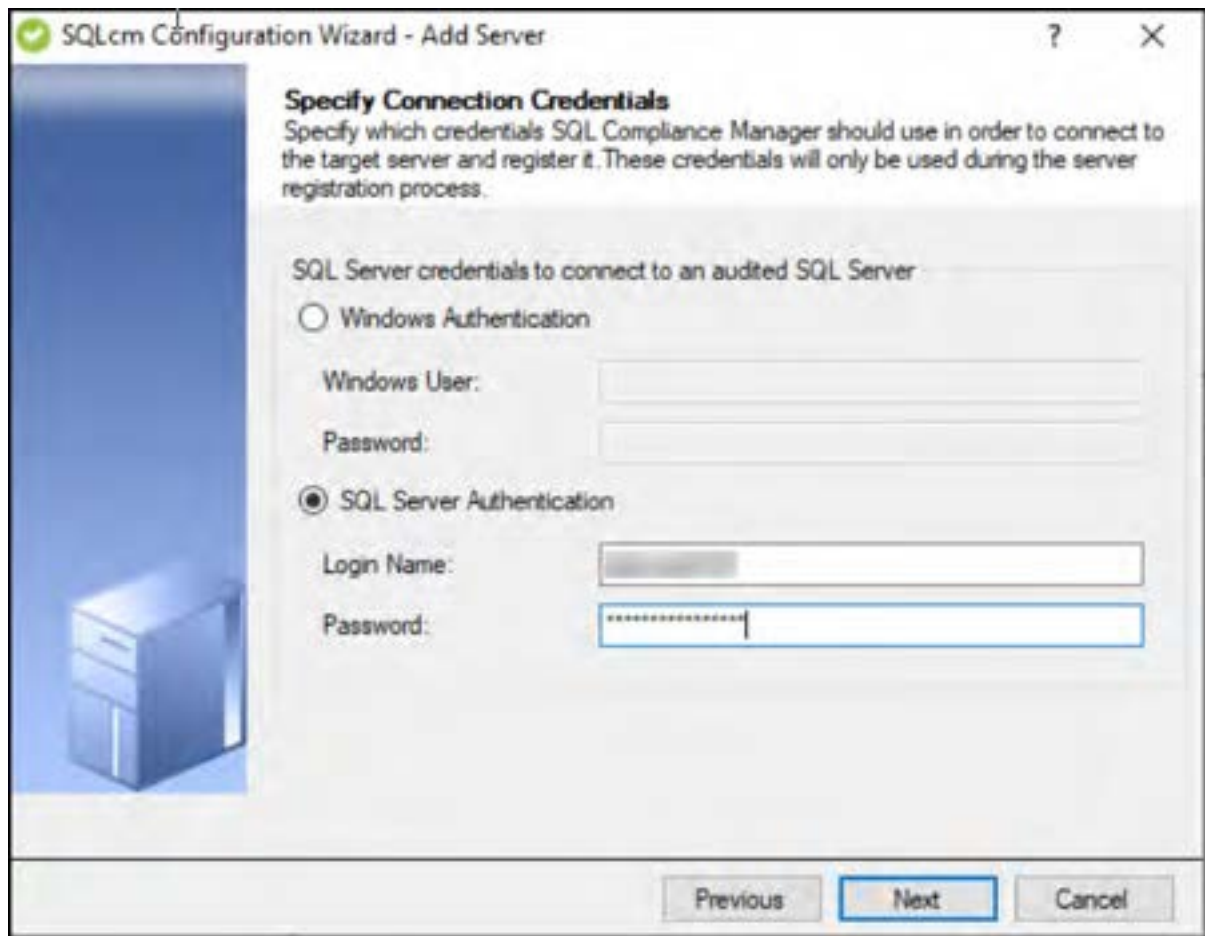 SQLcm Configuration Wizard - Add Server
?
Specify Connection Credentials
Specify which credentials SQL Compliance Manager should use in order to connect to
the target server and register it. These credentials will only be used during the server
registration process.
SQL Server credentials to connect to an audited SQL Server
Windows Authentication
Windows User:
Password:
SQL Server Authentication
Login Name:
Password:
Previous Next Cancel